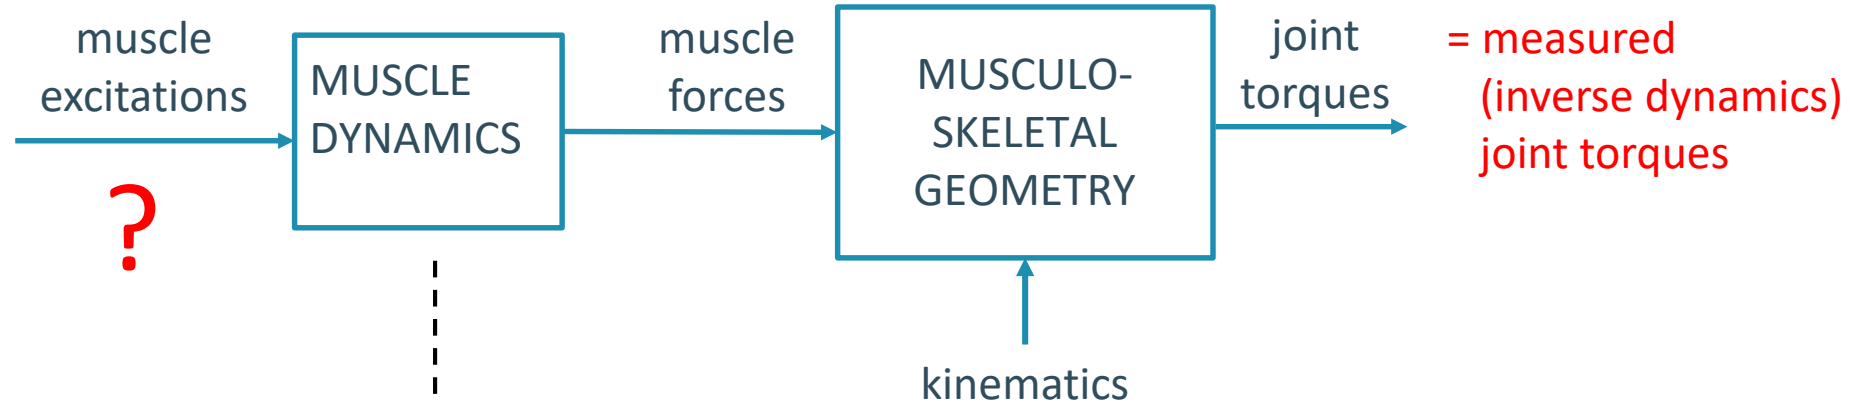 muscle
excitations
?
MUSCLE
DYNAMICS
muscle
forces
MUSCULO-
SKELETAL
GEOMETRY
kinematics
joint
torques
= measured
(inverse dynamics)
joint torques